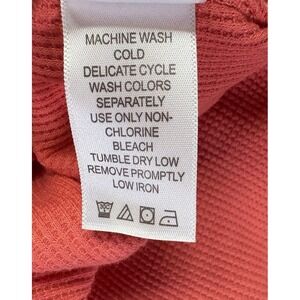 MACHINE WASH
COLD
DELICATE CYCLE
WASH COLORS
SEPARATELY
USE ONLY NON-
CHLORINE
BLEACH
TUMBLE DRY LOW
REMOVE PROMPTLY
LOW IRON